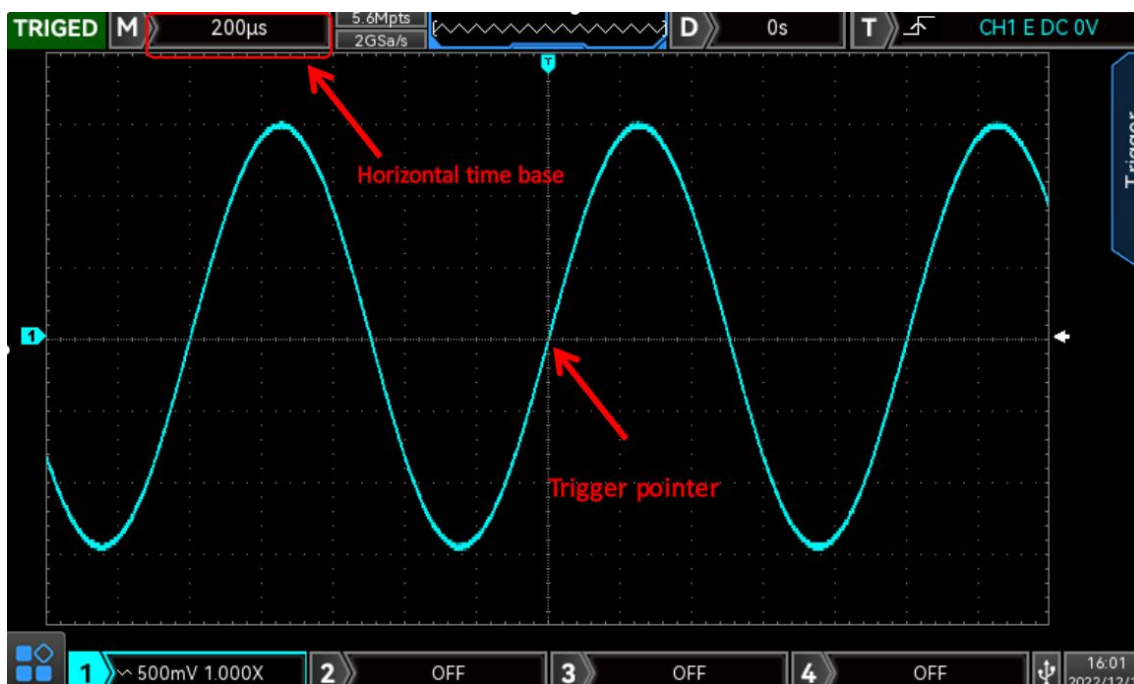 TRIGED M 200μs 5.6Mpts D 0s T CH1 E DC 0V
2GSa/s
T
Trigger
Horizontal time base
1
Trigger pointer
1 500mV 1.000X 2 OFF 3 OFF 4 OFF 16:01